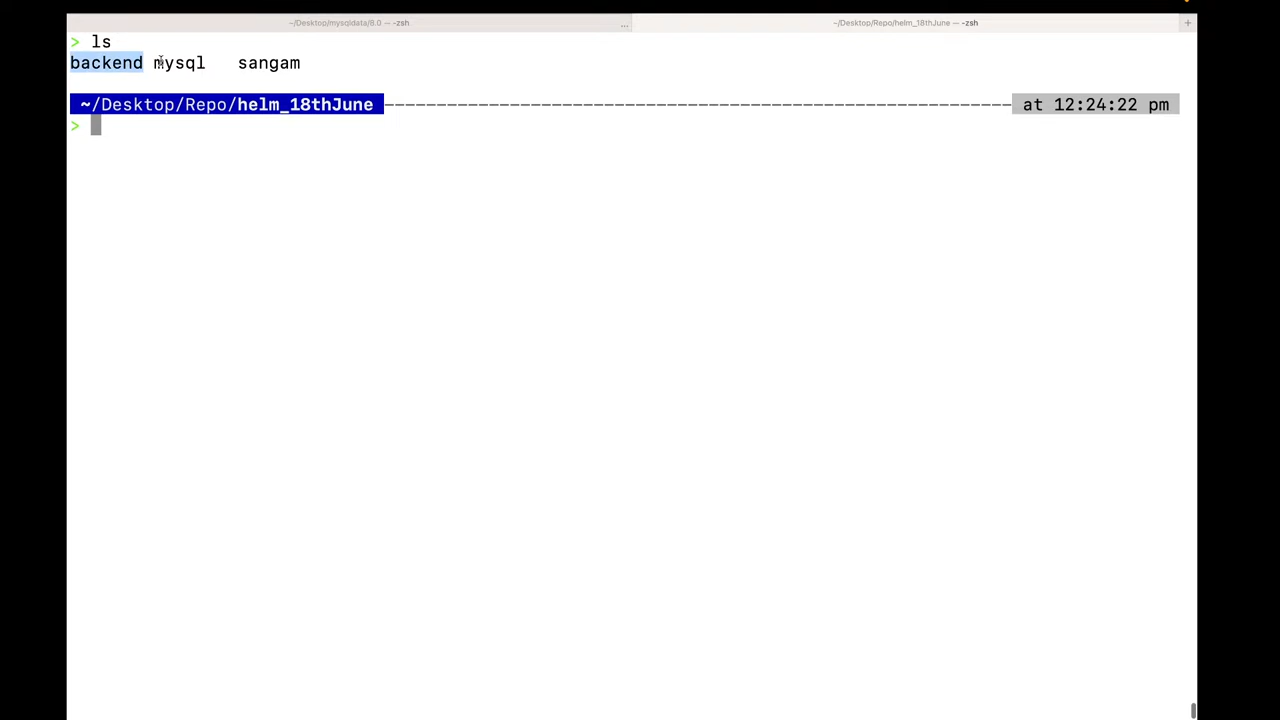 ~/Desktop/mysqldata/8.0 — -zsh ... ~/Desktop/Repo/helm_18thJune — -zsh +
> ls
backend mysql sangam
~/Desktop/Repo/helm_18thJune at 12:24:22 pm
>